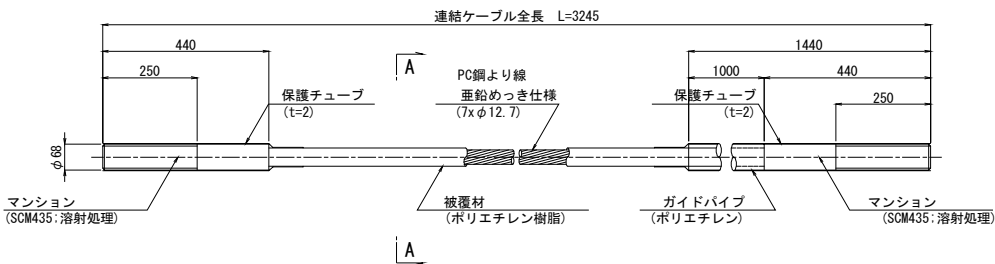 連結ケーブル全長 L=3245
440
1440
250
A
PC鋼より線
1000
440
保護チューブ
(t=2)
亜鉛めっき仕様
(7xφ12.7)
保護チューブ
(t=2)
250
φ68
マンション
(SCM435;溶射処理)
被覆材
(ポリエチレン樹脂)
ガイドパイプ
(ポリエチレン)
マンション
(SCM435;溶射処理)
A